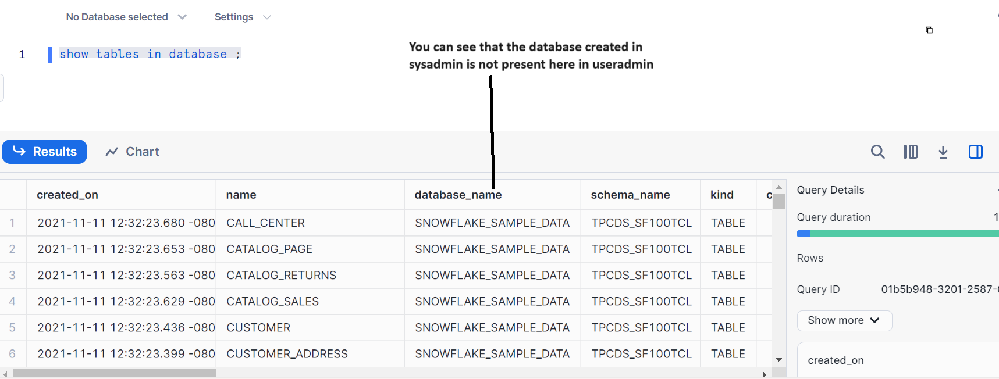 No Database selected Settings
You can see that the database created in
sysadmin is not present here in useradmin
1 show tables in database ;
Results Chart
created_on name database_name schema_name kind
1 2021-11-11 12:32:23.680 -080 CALL_CENTER SNOWFLAKE_SAMPLE_DATA TPCDS_SF100TCL TABLE
2 2021-11-11 12:32:23.653 -080 CATALOG_PAGE SNOWFLAKE_SAMPLE_DATA TPCDS_SF100TCL TABLE
3 2021-11-11 12:32:23.563 -080 CATALOG_RETURNS SNOWFLAKE_SAMPLE_DATA TPCDS_SF100TCL TABLE
4 2021-11-11 12:32:23.629 -080 CATALOG_SALES SNOWFLAKE_SAMPLE_DATA TPCDS_SF100TCL TABLE
5 2021-11-11 12:32:23.436 -080 CUSTOMER SNOWFLAKE_SAMPLE_DATA TPCDS_SF100TCL TABLE
6 2021-11-11 12:32:23.399 -080 CUSTOMER_ADDRESS SNOWFLAKE_SAMPLE_DATA TPCDS_SF100TCL TABLE
Query Details
Query duration 1
Rows
Query ID 01b5b948-3201-2587-
Show more
created_on